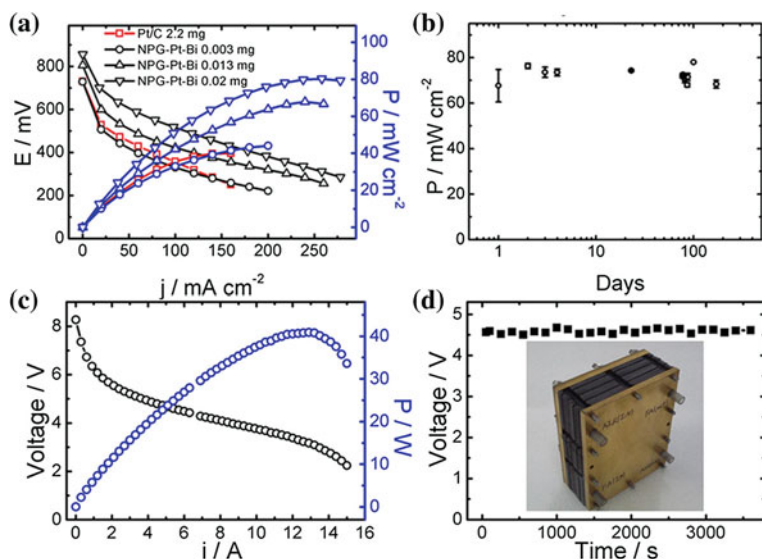 (a)
Pt/C 2.2 mg
NPG-Pt-Bi 0.003 mg
NPG-Pt-Bi 0.013 mg
NPG-Pt-Bi 0.02 mg
800
600
400
200
0
E / mV
100
80
60
40
20
0
P / mW cm-2
0 50 100 150 200 250
j / mA cm-2
(b)
80
60
40
20
0
P / mW cm-2
1 10 100
Days
(c)
8
6
4
2
0
Voltage / V
40
30
20
10
0
P / W
0 2 4 6 8 10 12 14 16
i / A
(d)
5
4
3
2
1
0
Voltage / V
0 1000 2000 3000
Time / s